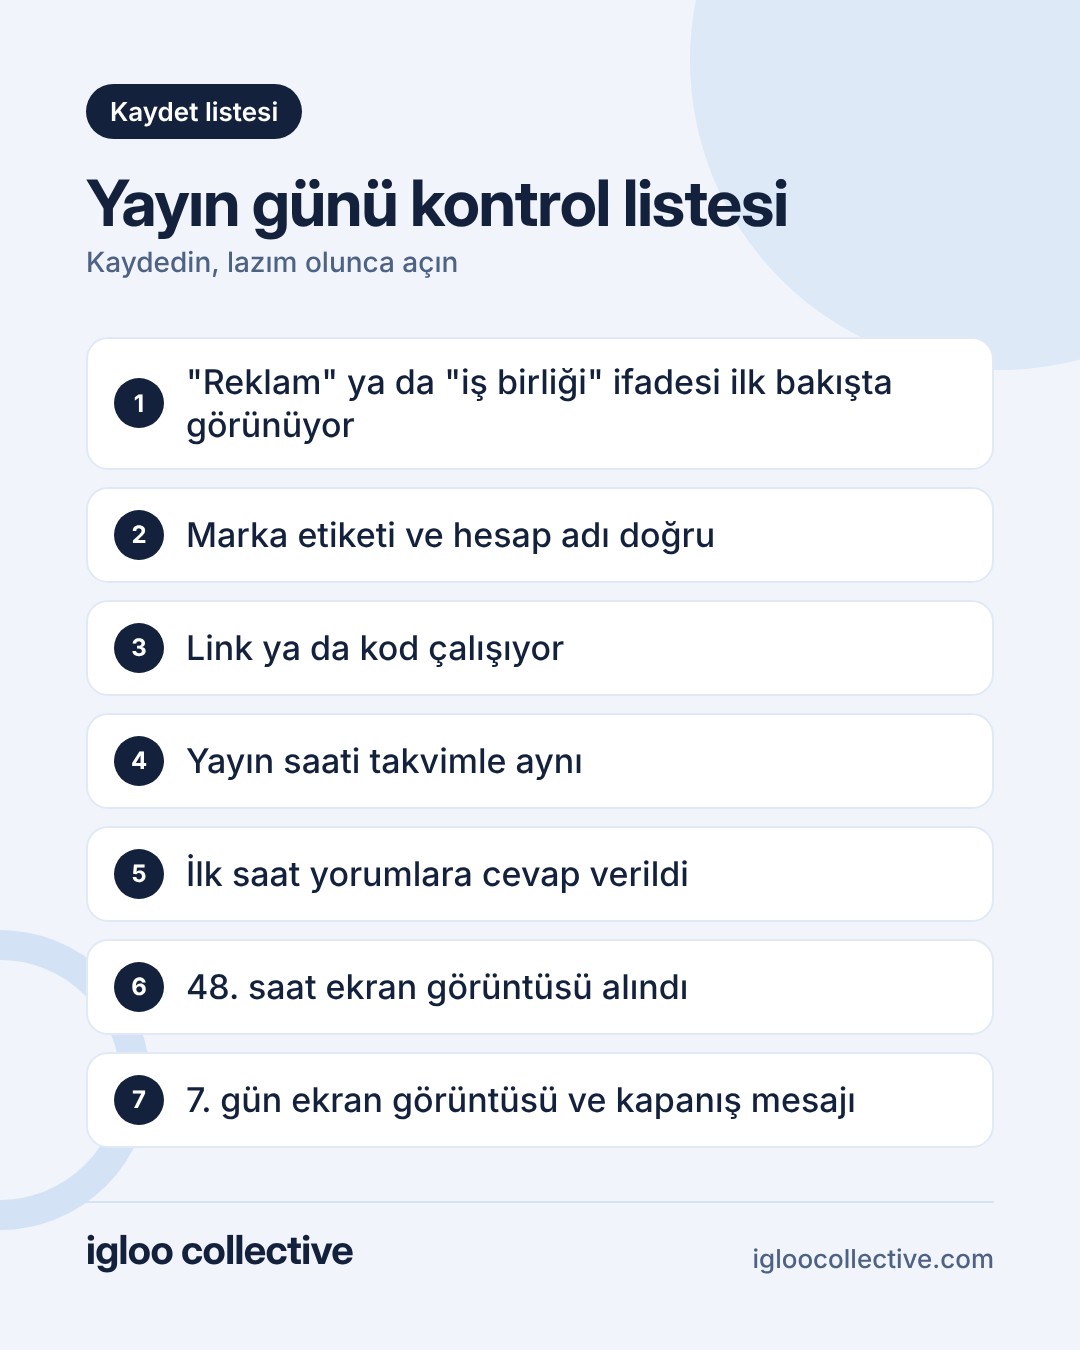 Kaydet listesi
Yayın günü kontrol listesi
Kaydedin, lazım olunca açın
1
"Reklam" ya da "iş birliği" ifadesi ilk bakışta
görünüyor
2
Marka etiketi ve hesap adı doğru
3
Link ya da kod çalışıyor
4
Yayın saati takvimle aynı
5
İlk saat yorumlara cevap verildi
6
48. saat ekran görüntüsü alındı
7
7. gün ekran görüntüsü ve kapanış mesajı
igloo collective
igloocollective.com